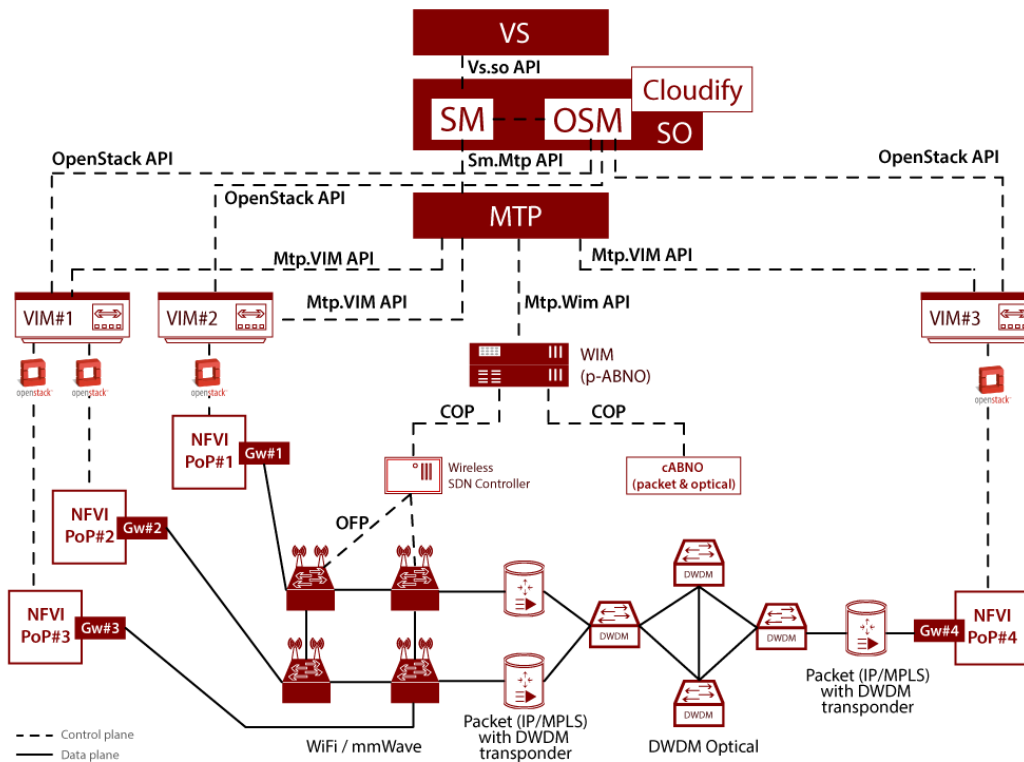 VS
Vs.so API
Cloudify
SM
OSM
SO
OpenStack API
Sm.Mtp API
OpenStack API
OpenStack API
MTP
Mtp.VIM API
Mtp.VIM API
Mtp.VIM API
Mtp.Wim API
VIM#1
VIM#2
VIM#3
WIM
(p-ABNO)
openstack
openstack
openstack
openstack
COP
COP
NFVI
PoP#1
Gw#1
Wireless
SDN Controller
cABNO
(packet & optical)
NFVI
PoP#2
Gw#2
OFP
DWDM
NFVI
PoP#3
Gw#3
DWDM
DWDM
Gw#4
NFVI
PoP#4
Packet (IP/MPLS)
with DWDM
transponder
DWDM
Packet (IP/MPLS)
with DWDM
transponder
WiFi / mmWave
DWDM Optical
Control plane
Data plane